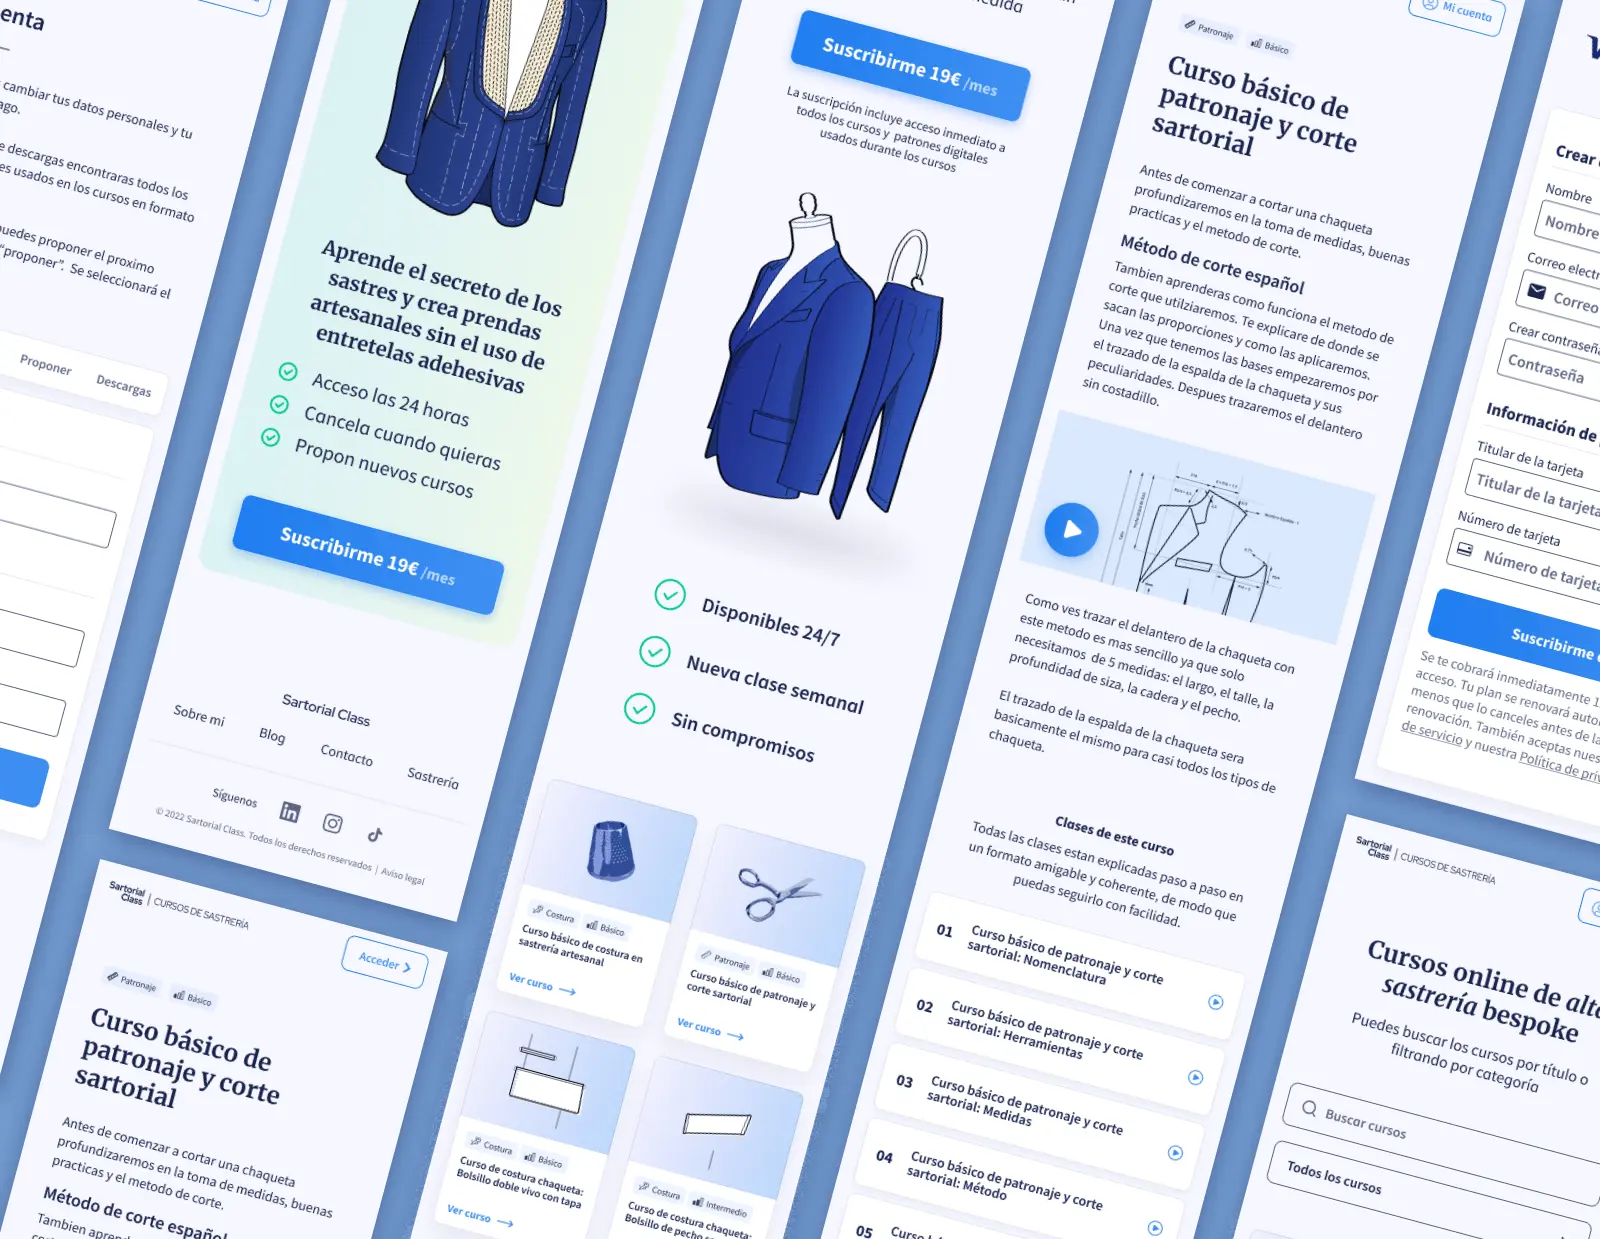 enta
cambiar tus datos personales y tu
ago.
e descargas encontraras todos los
es usados en los cursos en formato
puedes proponer el proximo
"proponer". Se seleccionará el
Proponer
Descargas
Aprende el secreto de los
sastres y crea prendas
artesanales sin el uso de
entretelas adehesivas
Acceso las 24 horas
Cancela cuando quieras
Propon nuevos cursos
Suscribirme 19€ /mes
Sartorial Class
Sobre mi
Blog
Contacto
Sastrería
Síguenos
© 2022 Sartorial Class. Todos los derechos reservados | Aviso legal
Sartorial
Class | CURSOS DE SASTRERÍA
Acceder
Patronaje
Básico
Curso básico de
patronaje y corte
sartorial
Antes de comenzar a cortar una chaqueta
profundizaremos en la toma de medidas, buenas
practicas y el metodo de corte.
Método de corte español
Tambien aprend
Suscribirme 19€ /mes
La suscripción incluye acceso inmediato a
todos los cursos y patrones digitales
usados durante los cursos
Disponibles 24/7
Nueva clase semanal
Sin compromisos
Costura
Básico
Curso básico de costura en
sastrería artesanal
Ver curso
Patronaje
Básico
Curso básico de patronaje y
corte sartorial
Ver curso
Costura
Básico
Curso de costura chaqueta:
Bolsillo doble vivo con tapa
Ver curso
Costura
Intermedio
Curso de costura chaqueta:
Bolsillo de pecho
Mi cuenta
Patronaje
Básico
Curso básico de
patronaje y corte
sartorial
Antes de comenzar a cortar una chaqueta
profundizaremos en la toma de medidas, buenas
practicas y el metodo de corte.
Método de corte español
Tambien aprenderas como funciona el metodo de
corte que utilziaremos. Te explicare de donde se
sacan las proporciones y como las aplicaremos.
Una vez que tenemos las bases empezaremos por
el trazado de la espalda de la chaqueta y sus
peculiaridades. Despues trazaremos el delantero
sin costadillo.
Como ves trazar el delantero de la chaqueta con
este metodo es mas sencillo ya que solo
necesitamos de 5 medidas: el largo, el talle, la
profundidad de siza, la cadera y el pecho.
El trazado de la espalda de la chaqueta sera
basicamente el mismo para casi todos los tipos de
chaqueta.
Clases de este curso
Todas las clases estan explicadas paso a paso en
un formato amigable y coherente, de modo que
puedas seguirlo con facilidad.
01
Curso básico de patronaje y corte
sartorial: Nomenclatura
02
Curso básico de patronaje y corte
sartorial: Herramientas
03
Curso básico de patronaje y corte
sartorial: Medidas
04
Curso básico de patronaje y corte
sartorial: Método
05
Curso bás
Crear
Nombre
Nombre
Correo electr
Correo
Crear contraseña
Contraseña
Información de
Titular de la tarjeta
Titular de la tarjeta
Número de tarjeta
Número de tarjeta
Suscribirme
Se te cobrará inmediatamente 1
acceso. Tu plan se renovará auto
menos que lo canceles antes de la
renovación. También aceptas nues
de servicio y nuestra Política de priv
Sartorial
Class | CURSOS DE SASTRERÍA
Cursos online de alta
sastrería bespoke
Puedes buscar los cursos por título o
filtrando por categoría
Buscar cursos
Todos los cursos